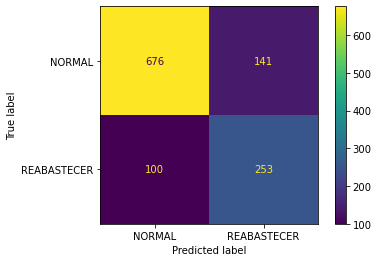 True label
NORMAL
676
141
REABASTECER
100
253
NORMAL
REABASTECER
Predicted label
600
500
400
300
200
100